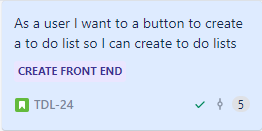 As a user I want to a button to create
a to do list so I can create to do lists
CREATE FRONT END
TDL-24 5